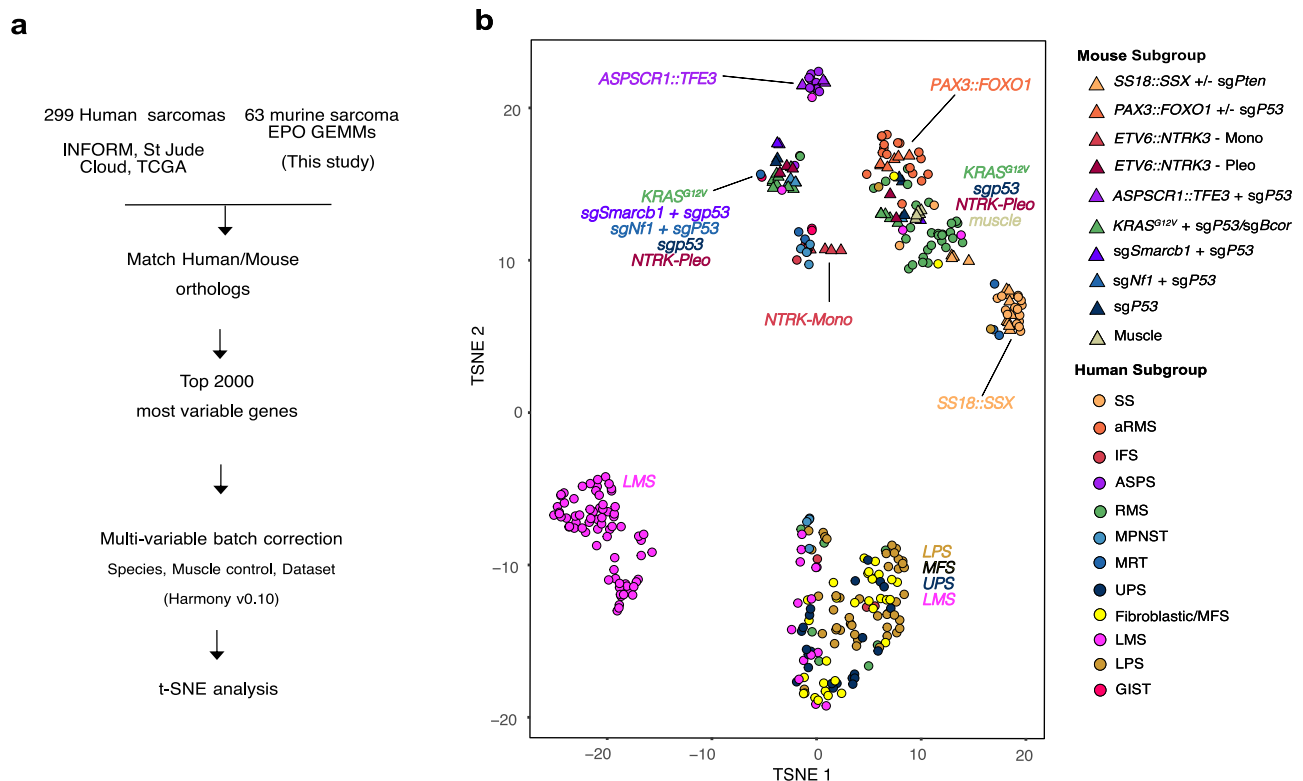 a
299 Human sarcomas
INFORM, St Jude
Cloud, TCGA
63 murine sarcoma
EPO GEMMs
(This study)
Match Human/Mouse
orthologs
Top 2000
most variable genes
Multi-variable batch correction
Species, Muscle control, Dataset
(Harmony v0.10)
t-SNE analysis
b
ASPSCR1::TFE3
PAX3::FOXO1
KRASG12V
sgSmarcb1 + sgp53
sgNf1 + sgP53
sgp53
NTRK-Pleo
KRASG12V
sgp53
NTRK-Pleo
muscle
NTRK-Mono
SS18::SSX
LMS
LPS
MFS
UPS
LMS
TSNE 2
20
10
0
−10
−20
−20
−10
0
10
20
TSNE 1
Mouse Subgroup
SS18::SSX +/- sgPten
PAX3::FOXO1 +/- sgP53
ETV6::NTRK3 - Mono
ETV6::NTRK3 - Pleo
ASPSCR1::TFE3 + sgP53
KRASG12V + sgP53/sgBcor
sgSmarcb1 + sgP53
sgNf1 + sgP53
sgP53
Muscle
Human Subgroup
SS
aRMS
IFS
ASPS
RMS
MPNST
MRT
UPS
Fibroblastic/MFS
LMS
LPS
GIST